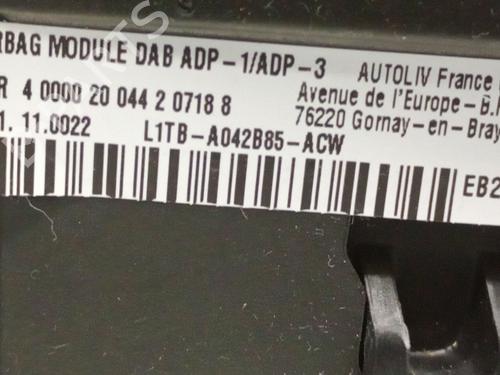 RBAG MODULE DAB ADP-1/ADP-3
AUTOLIV France
R 4 0000 20 044 2 0718 8
Avenue de l'Europe-B.
1. 11.0022
L1TB-A042B85-ACW
76220 Gornay-en-Bray
EB2